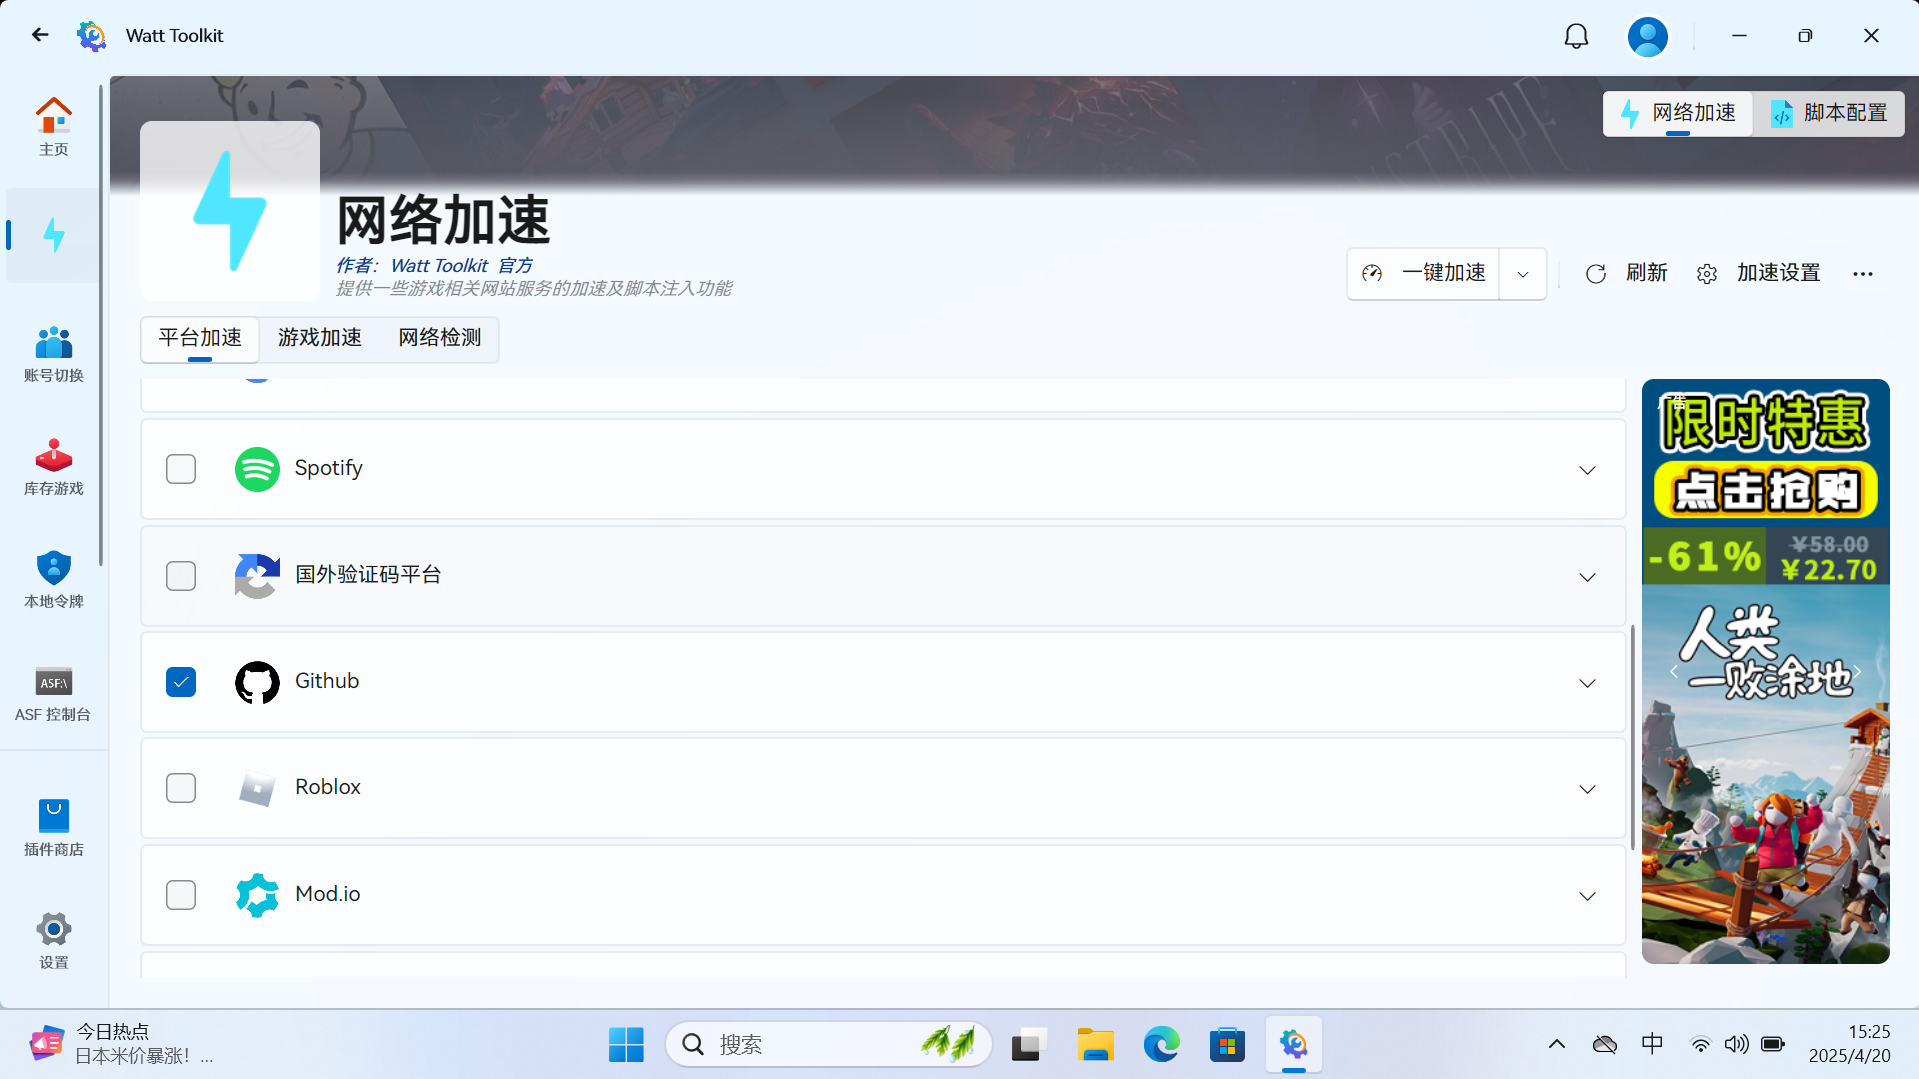 Watt Toolkit
主页
账号切换
库存游戏
本地令牌
ASF:\
ASF 控制台
插件商店
设置
网络加速
脚本配置
网络加速
作者： Watt Toolkit 官方
提供一些游戏相关网站服务的加速及脚本注入功能
一键加速
刷新
加速设置
平台加速
游戏加速
网络检测
Spotify
国外验证码平台
Github
Roblox
Mod.io
广告
限时特惠
点击抢购
-61%
¥58.00
¥22.70
人类
一败涂地
今日热点
日本米价暴涨！...
搜索
中
15:25
2025/4/20